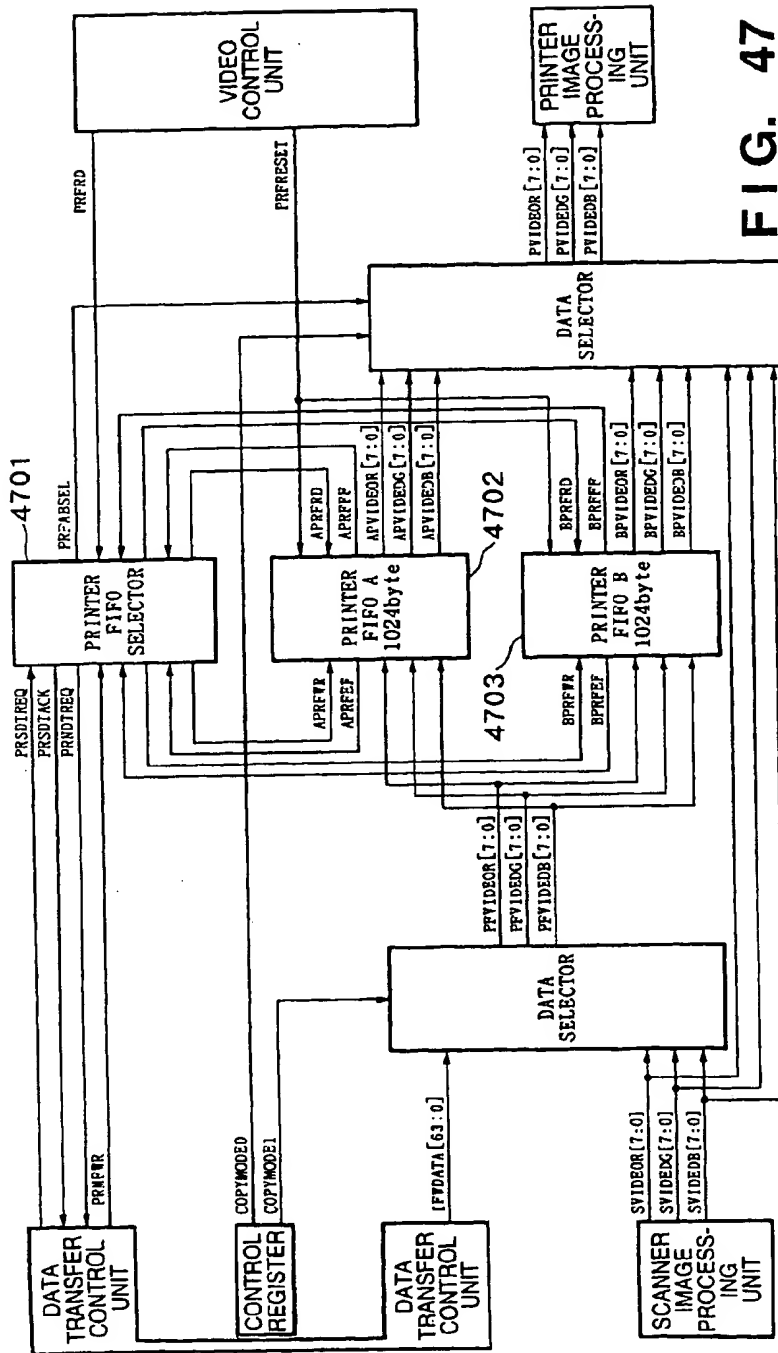 VIDEO
CONTROL
UNIT
PRINTER
IMAGE
PROCESS-
ING
UNIT
FIG. 47
PRFRD
PRFRESET
PVIDEOR[7:0]
PVIDEDG[7:0]
PVIDEDB[7:0]
DATA
SELECTOR
4701
PRFABSEL
PRINTER
FIFO
SELECTOR
PRSDTREQ
PRSDTACK
PRNDTREQ
PRMFWR
APRFRD
APRFFF
APVIDEOR[7:0]
APVIDEDG[7:0]
APVIDEDB[7:0]
4702
PRINTER
FIFO A
1024byte
APRFWR
APRFEF
BPRFRD
BPRFFF
BPVIDEOR[7:0]
BPVIDEDG[7:0]
BPVIDEDB[7:0]
PRINTER
FIFO B
1024byte
4703
BPRFWR
BPRFEF
PFVIDEOR[7:0]
PFVIDEDG[7:0]
PFVIDEDB[7:0]
DATA
SELECTOR
COPYMODE0
COPYMODE1
IFWDATA[63:0]
SVIDEOR[7:0]
SVIDEDG[7:0]
SVIDEDB[7:0]
DATA
TRANSFER
CONTROL
UNIT
CONTROL
REGISTER
DATA
TRANSFER
CONTROL
UNIT
SCANNER
IMAGE
PROCESS-
ING
UNIT